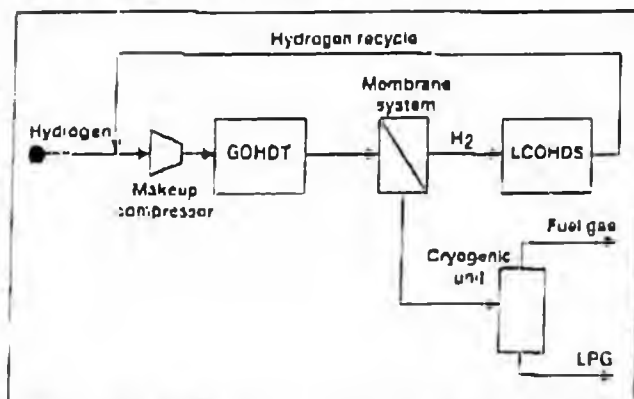 Hydrogen recycle
Membrane
system
Hydrogen
H2
GOHDT
LCOHDS
Makeup
compressor
Fuel gas
Cryogenic
unit
LPG